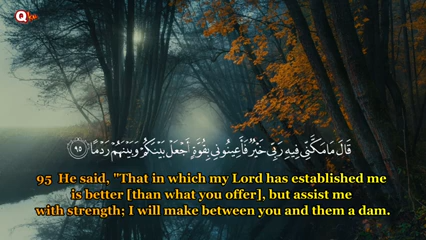 Q tv
قَالَ مَا مَكَّنِّي فِيهِ رَبِّي خَيْرٌ فَأَعِينُونِي بِقُوَّةٍ أَجْعَلْ بَيْنَكُمْ وَبَيْنَهُمْ رَدْمًا ٩٥
95 He said, "That in which my Lord has established me
is better [than what you offer], but assist me
with strength; I will make between you and them a dam.